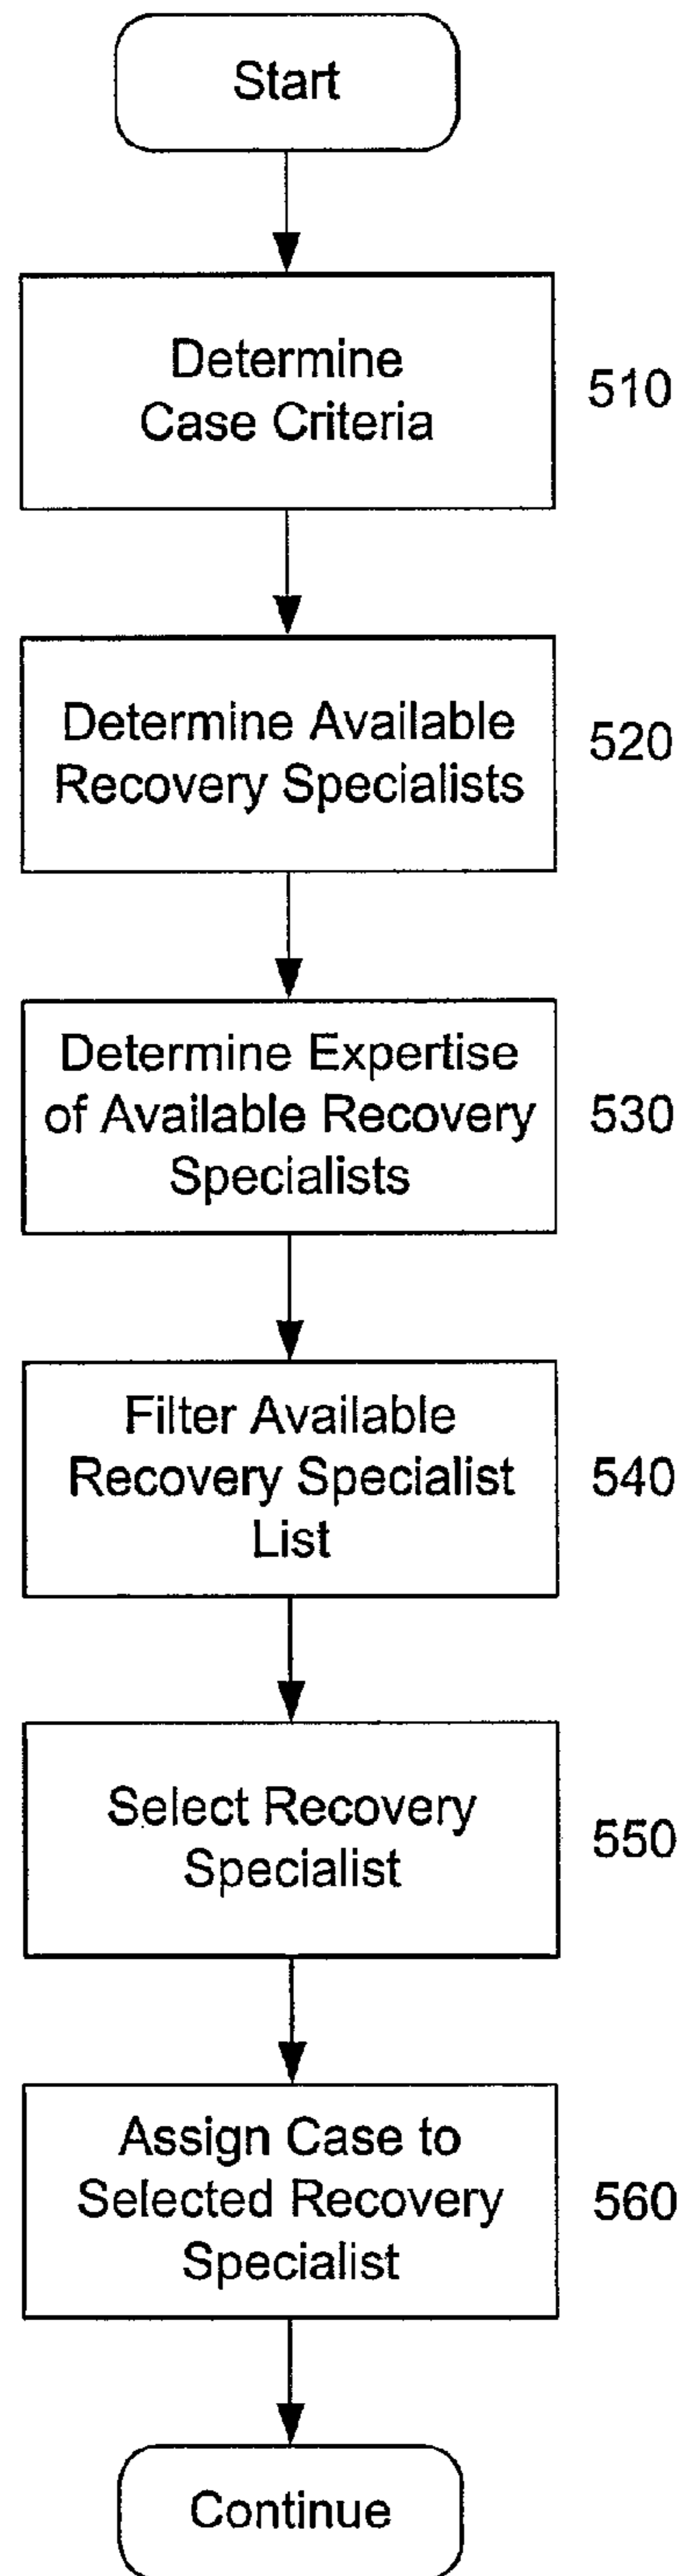 Start
Determine
Case Criteria
510
Determine Available
Recovery Specialists
520
Determine Expertise
of Available Recovery
Specialists
530
Filter Available
Recovery Specialist
List
540
Select Recovery
Specialist
550
Assign Case to
Selected Recovery
Specialist
560
Continue